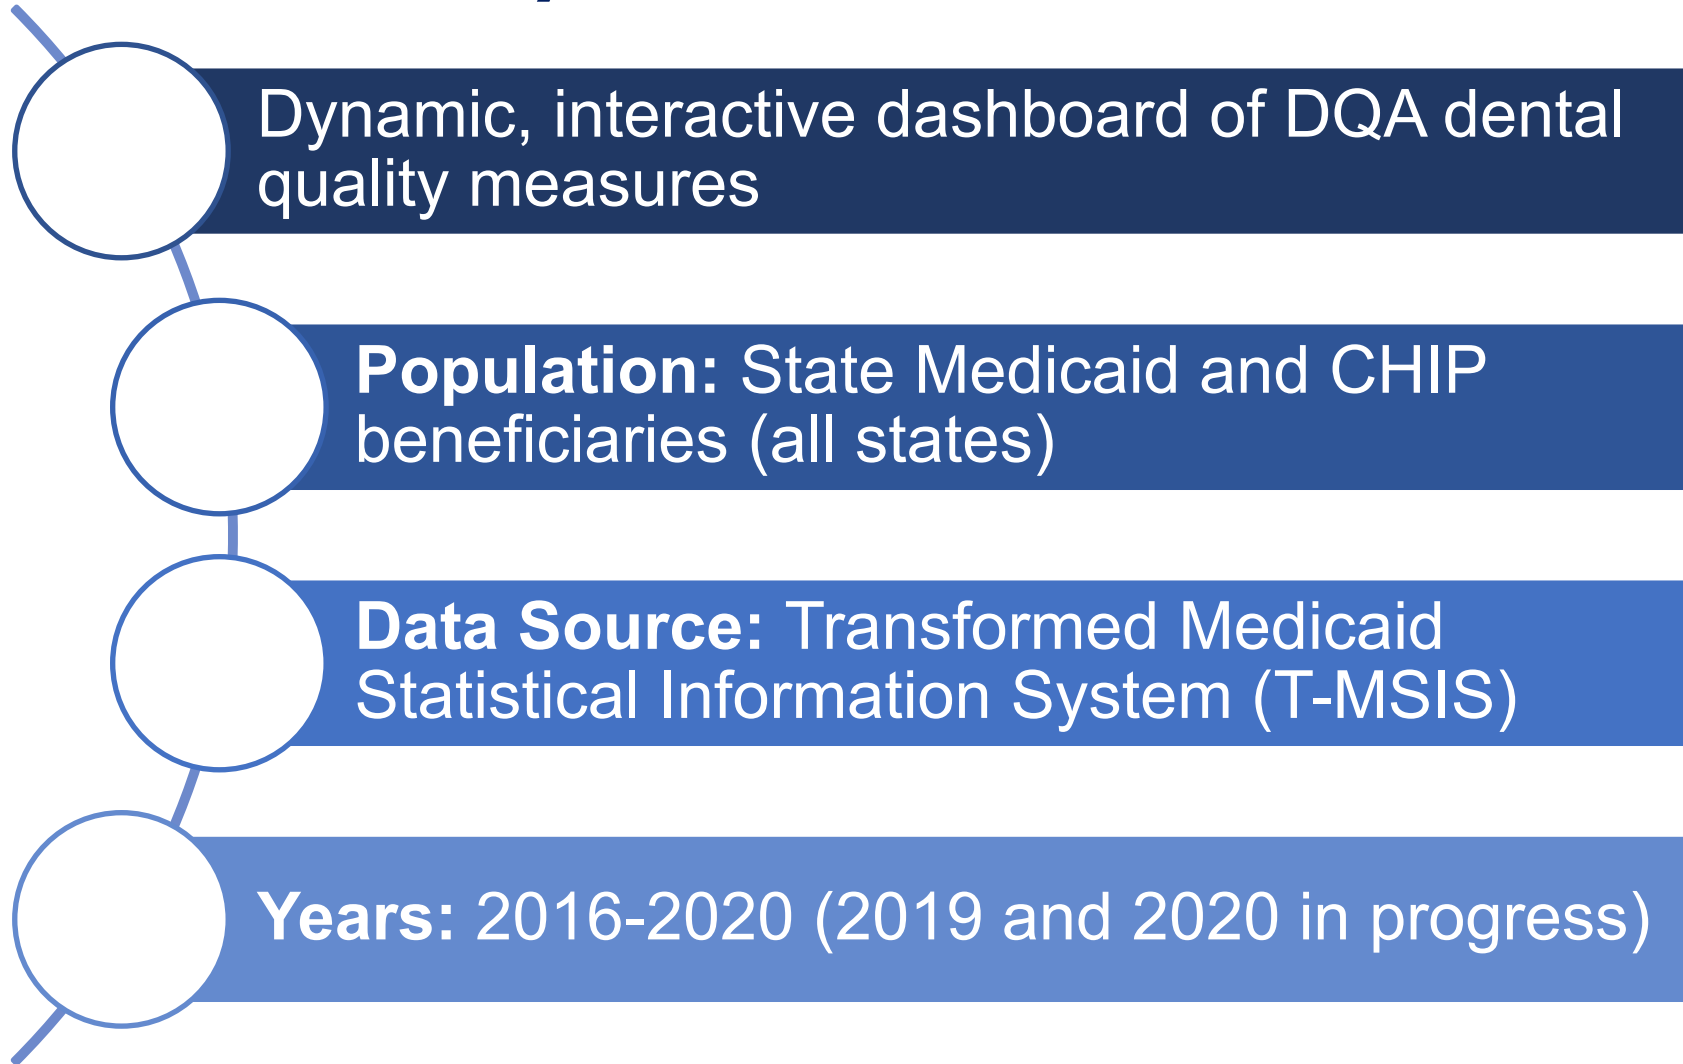 Dynamic, interactive dashboard of DQA dental
quality measures
Population: State Medicaid and CHIP
beneficiaries (all states)
Data Source: Transformed Medicaid
Statistical Information System (T-MSIS)
Years: 2016-2020 (2019 and 2020 in progress)